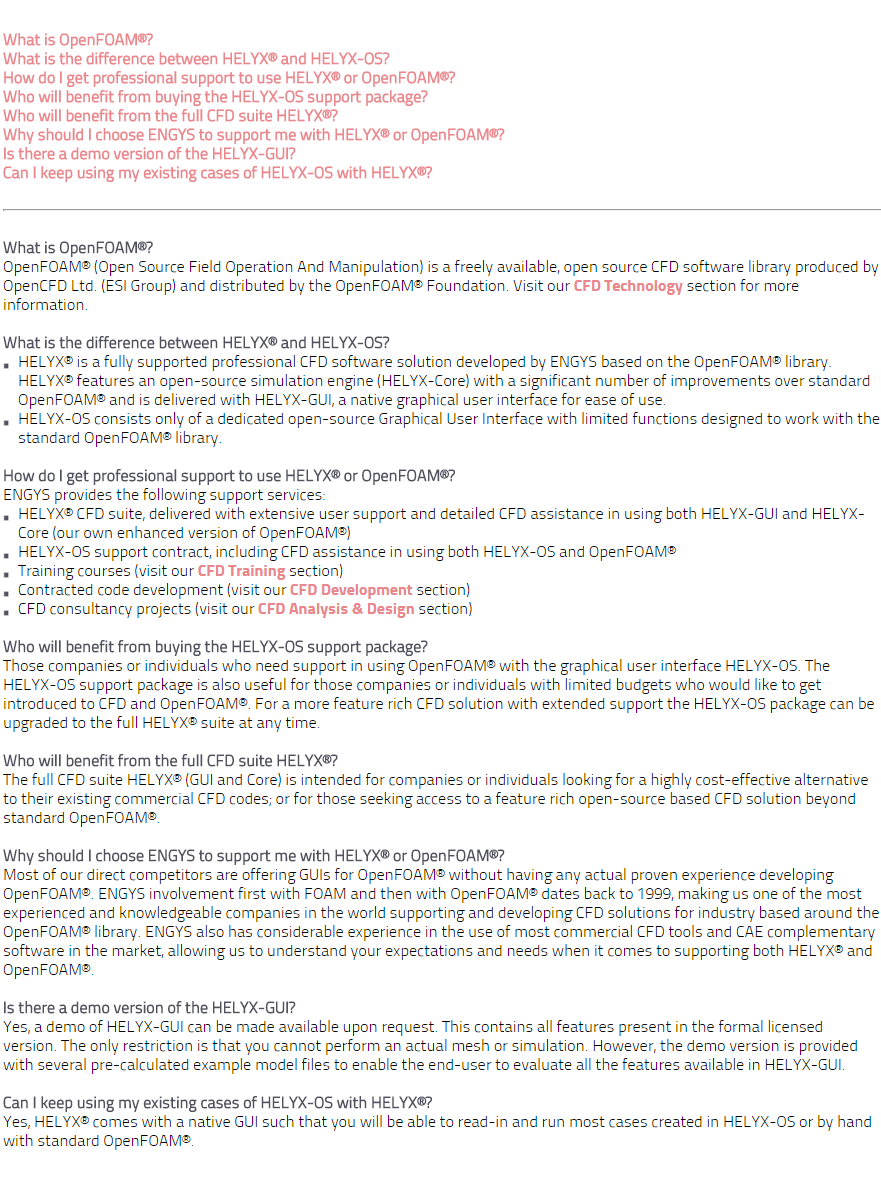 What is OpenFOAM®?
What is the difference between HELYX® and HELYX-OS?
How do I get professional support to use HELYX® or OpenFOAM®?
Who will benefit from buying the HELYX-OS support package?
Who will benefit from the full CFD suite HELYX®?
Why should I choose ENGYS to support me with HELYX® or OpenFOAM®?
Is there a demo version of the HELYX-GUI?
Can I keep using my existing cases of HELYX-OS with HELYX®?
What is OpenFOAM®?
OpenFOAM® (Open Source Field Operation And Manipulation) is a freely available, open source CFD software library produced by
OpenCFD Ltd. (ESI Group) and distributed by the OpenFOAM® Foundation. Visit our CFD Technology section for more
information.
What is the difference between HELYX® and HELYX-OS?
HELYX® is a fully supported professional CFD software solution developed by ENGYS based on the OpenFOAM® library.
HELYX® features an open-source simulation engine (HELYX-Core) with a significant number of improvements over standard
OpenFOAM® and is delivered with HELYX-GUI, a native graphical user interface for ease of use.
HELYX-OS consists only of a dedicated open-source Graphical User Interface with limited functions designed to work with the
standard OpenFOAM® library.
How do I get professional support to use HELYX® or OpenFOAM®?
ENGYS provides the following support services:
HELYX® CFD suite, delivered with extensive user support and detailed CFD assistance in using both HELYX-GUI and HELYX-
Core (our own enhanced version of OpenFOAM®)
HELYX-OS support contract, including CFD assistance in using both HELYX-OS and OpenFOAM®
Training courses (visit our CFD Training section)
Contracted code development (visit our CFD Development section)
CFD consultancy projects (visit our CFD Analysis & Design section)
Who will benefit from buying the HELYX-OS support package?
Those companies or individuals who need support in using OpenFOAM® with the graphical user interface HELYX-OS. The
HELYX-OS support package is also useful for those companies or individuals with limited budgets who would like to get
introduced to CFD and OpenFOAM®. For a more feature rich CFD solution with extended support the HELYX-OS package can be
upgraded to the full HELYX® suite at any time.
Who will benefit from the full CFD suite HELYX®?
The full CFD suite HELYX® (GUI and Core) is intended for companies or individuals looking for a highly cost-effective alternative
to their existing commercial CFD codes; or for those seeking access to a feature rich open-source based CFD solution beyond
standard OpenFOAM®.
Why should I choose ENGYS to support me with HELYX® or OpenFOAM®?
Most of our direct competitors are offering GUIs for OpenFOAM® without having any actual proven experience developing
OpenFOAM®. ENGYS involvement first with FOAM and then with OpenFOAM® dates back to 1999, making us one of the most
experienced and knowledgeable companies in the world supporting and developing CFD solutions for industry based around the
OpenFOAM® library. ENGYS also has considerable experience in the use of most commercial CFD tools and CAE complementary
software in the market, allowing us to understand your expectations and needs when it comes to supporting both HELYX® and
OpenFOAM®.
Is there a demo version of the HELYX-GUI?
Yes, a demo of HELYX-GUI can be made available upon request. This contains all features present in the formal licensed
version. The only restriction is that you cannot perform an actual mesh or simulation. However, the demo version is provided
with several pre-calculated example model files to enable the end-user to evaluate all the features available in HELYX-GUI.
Can I keep using my existing cases of HELYX-OS with HELYX®?
Yes, HELYX® comes with a native GUI such that you will be able to read-in and run most cases created in HELYX-OS or by hand
with standard OpenFOAM®.